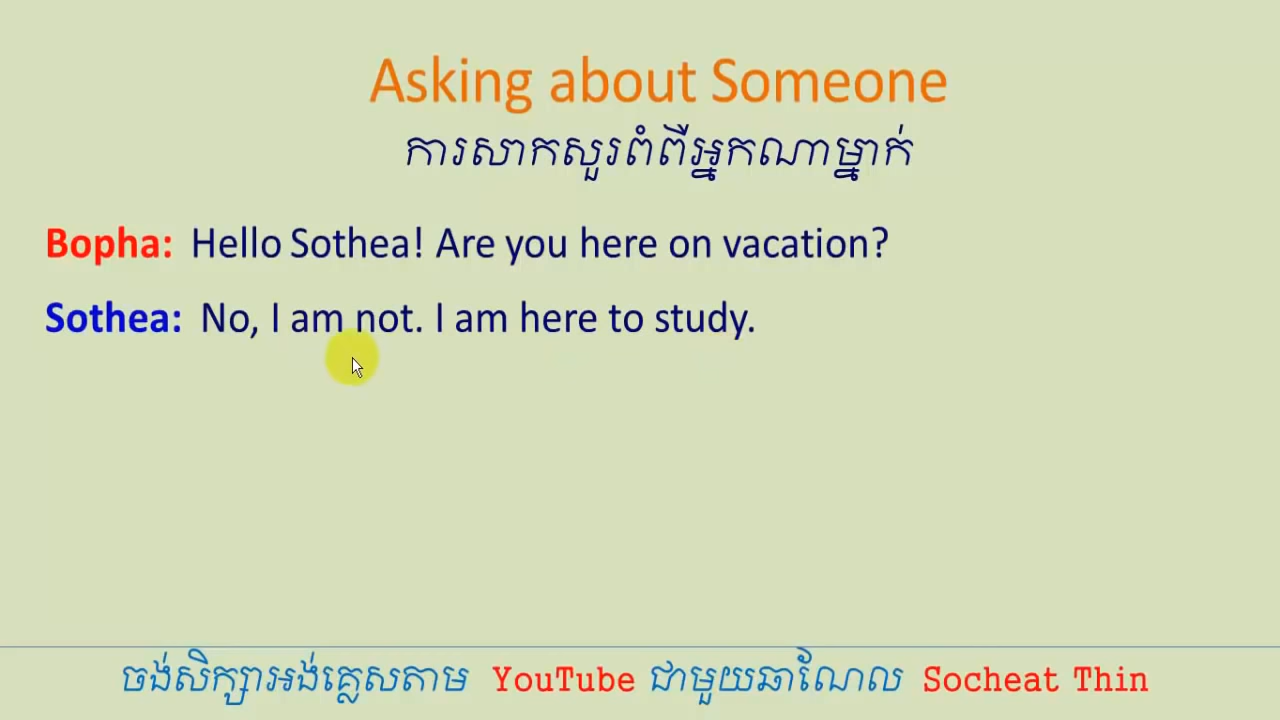 Asking about Someone
ការសាកសួរពំពីអ្នកណាម្នាក់
Bopha: Hello Sothea! Are you here on vacation?
Sothea: No, I am not. I am here to study.
ចង់សិក្សាអង់គ្លេសតាម YouTube ជាមួយឆាណែល Socheat Thin